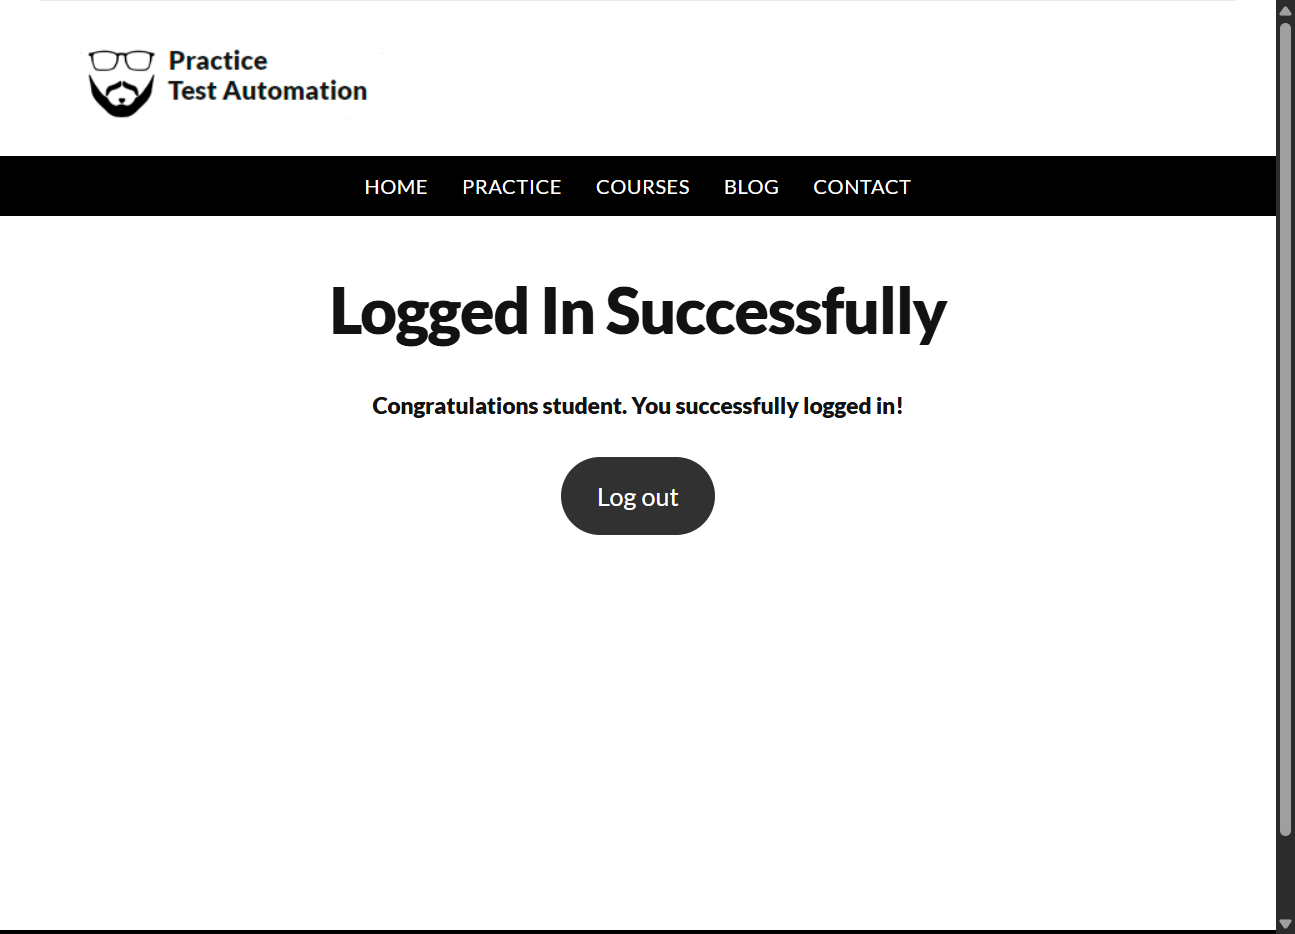 Practice
Test Automation
HOME PRACTICE COURSES BLOG CONTACT
Logged In Successfully
Congratulations student. You successfully logged in!
Log out